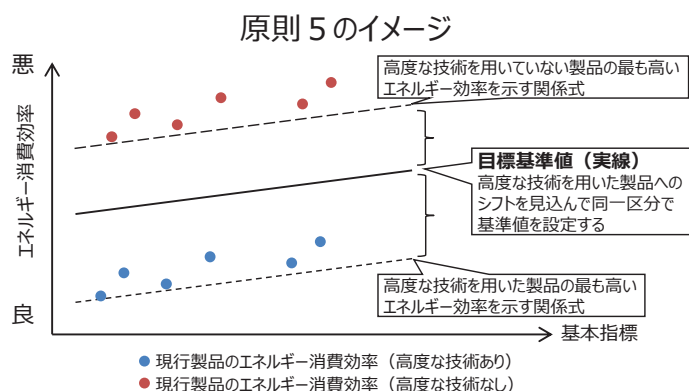 原則５のイメージ
悪
高度な技術を用いていない製品の最も高い
エネルギー効率を示す関係式
エネルギー消費効率
目標基準値（実線）
高度な技術を用いた製品への
シフトを見込んで同一区分で
基準値を設定する
高度な技術を用いた製品の最も高い
エネルギー効率を示す関係式
良
基本指標
現行製品のエネルギー消費効率（高度な技術あり）
現行製品のエネルギー消費効率（高度な技術なし）